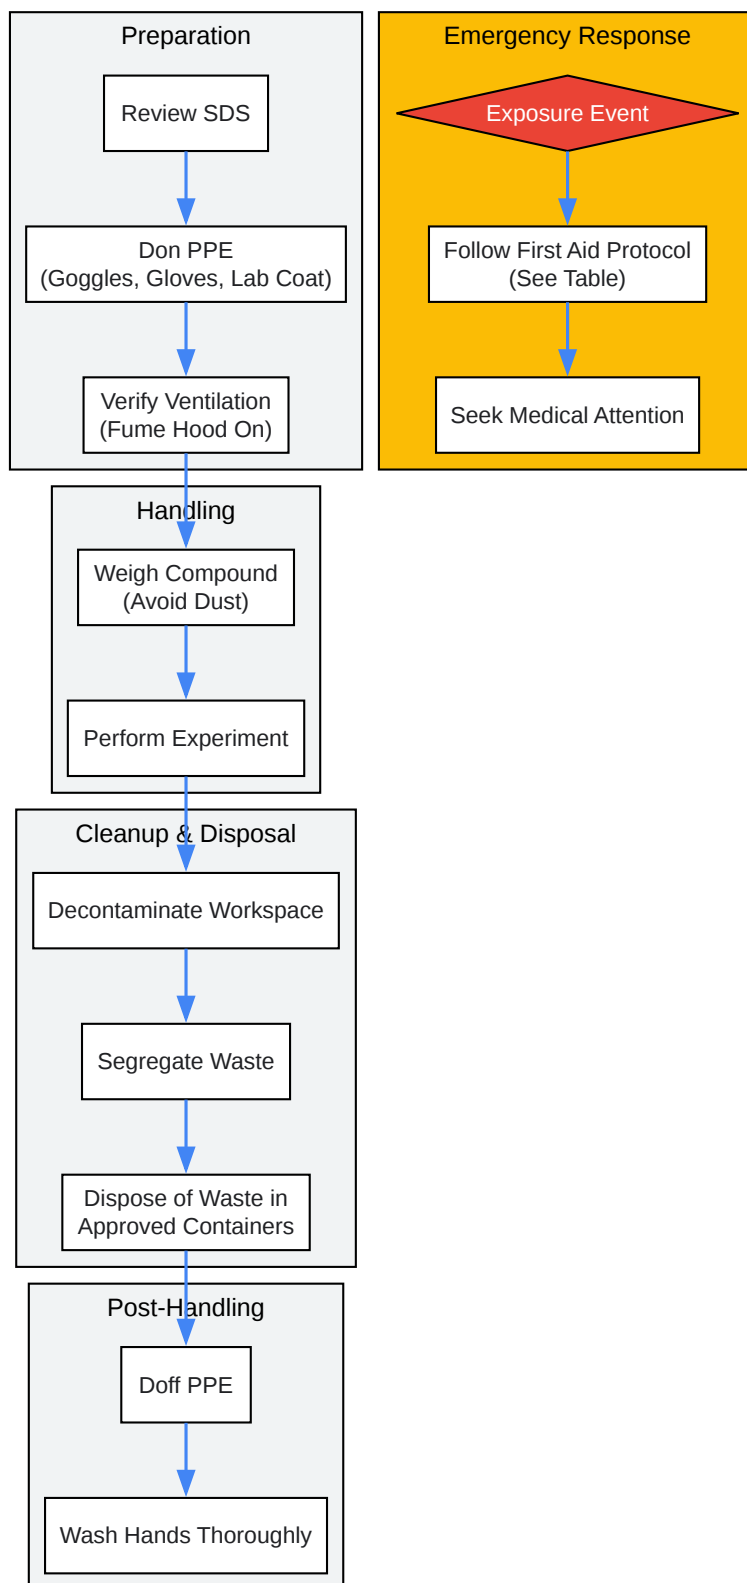 Preparation
Review SDS
Don PPE
(Goggles, Gloves, Lab Coat)
Verify Ventilation
(Fume Hood On)
Emergency Response
Exposure Event
Follow First Aid Protocol
(See Table)
Seek Medical Attention
Handling
Weigh Compound
(Avoid Dust)
Perform Experiment
Cleanup & Disposal
Decontaminate Workspace
Segregate Waste
Dispose of Waste in
Approved Containers
Post-Handling
Doff PPE
Wash Hands Thoroughly